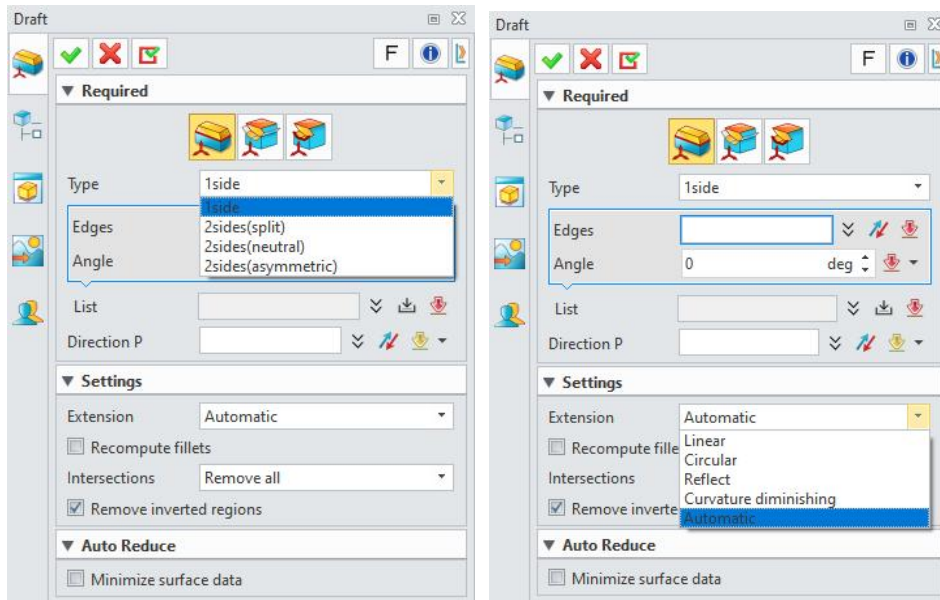 Draft
F
Required
Type 1side
1side
Edges 2sides(split)
2sides(neutral)
Angle 2sides(asymmetric)
List
Direction P
Settings
Extension Automatic
Recompute fillets
Intersections Remove all
Remove inverted regions
Auto Reduce
Minimize surface data
Draft
F
Required
Type 1side
Edges
Angle 0 deg
List
Direction P
Settings
Extension Automatic
Linear
Recompute fille
Circular
Reflect
Intersections
Curvature diminishing
Remove inverte Automatic
Auto Reduce
Minimize surface data